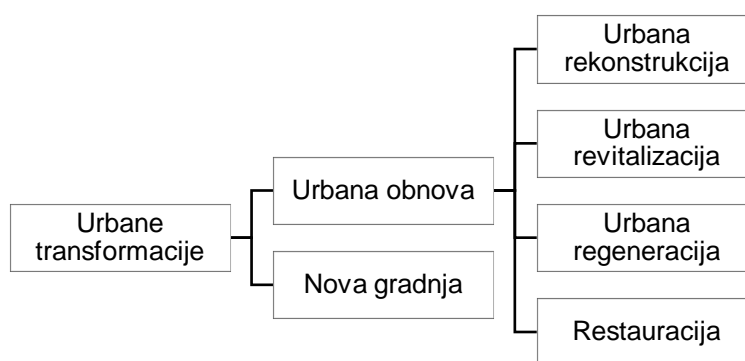 Urbane
transformacije
Urbana obnova
Nova gradnja
Urbana
rekonstrukcija
Urbana
revitalizacija
Urbana
regeneracija
Restauracija